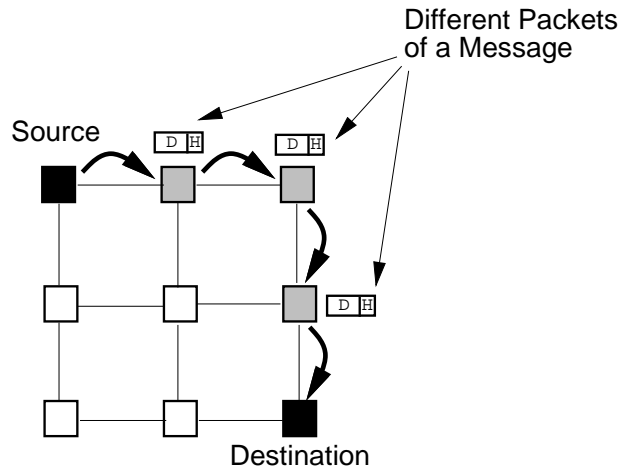 Different Packets
of a Message
Source
D H
D H
D H
Destination